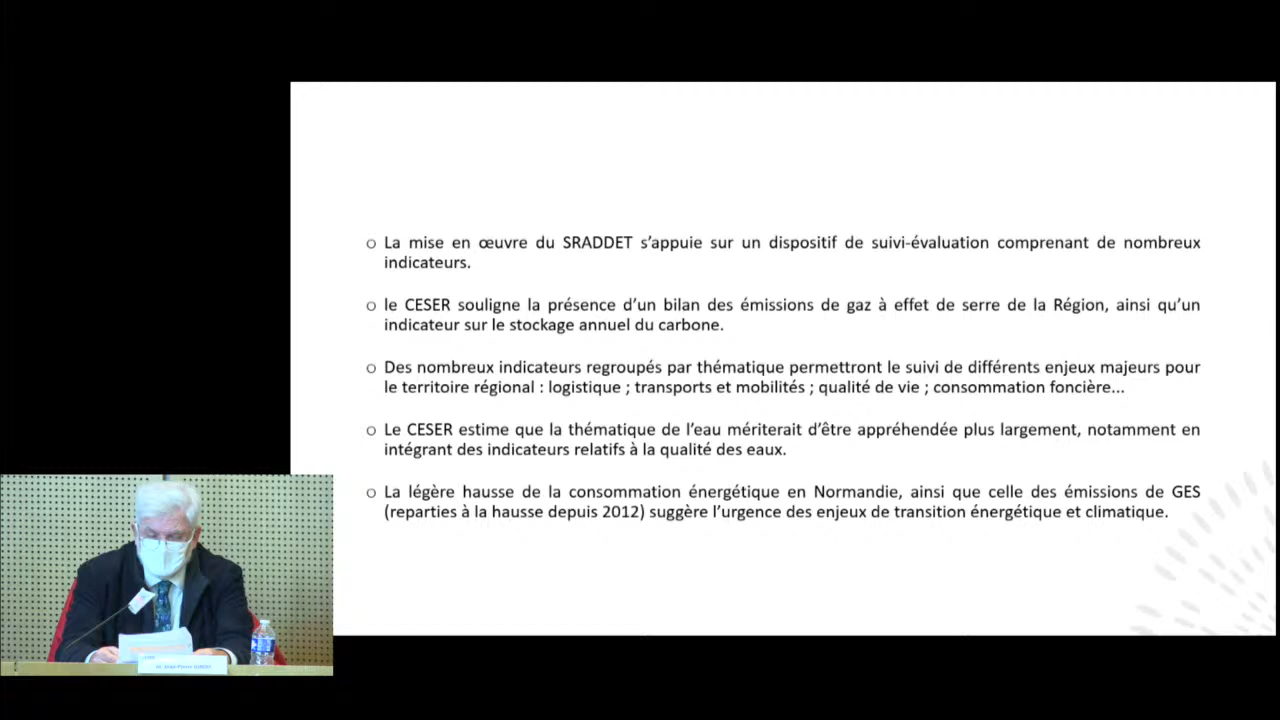 o La mise en œuvre du SRADDET s'appuie sur un dispositif de suivi-évaluation comprenant de nombreux
indicateurs.
o le CESER souligne la présence d'un bilan des émissions de gaz à effet de serre de la Région, ainsi qu'un
indicateur sur le stockage annuel du carbone.
o Des nombreux indicateurs regroupés par thématique permettront le suivi de différents enjeux majeurs pour
le territoire régional : logistique ; transports et mobilités ; qualité de vie ; consommation foncière...
o Le CESER estime que la thématique de l'eau mériterait d'être appréhendée plus largement, notamment en
intégrant des indicateurs relatifs à la qualité des eaux.
o La légère hausse de la consommation énergétique en Normandie, ainsi que celle des émissions de GES
(reparties à la hausse depuis 2012) suggère l'urgence des enjeux de transition énergétique et climatique.
M. Jean-Pierre